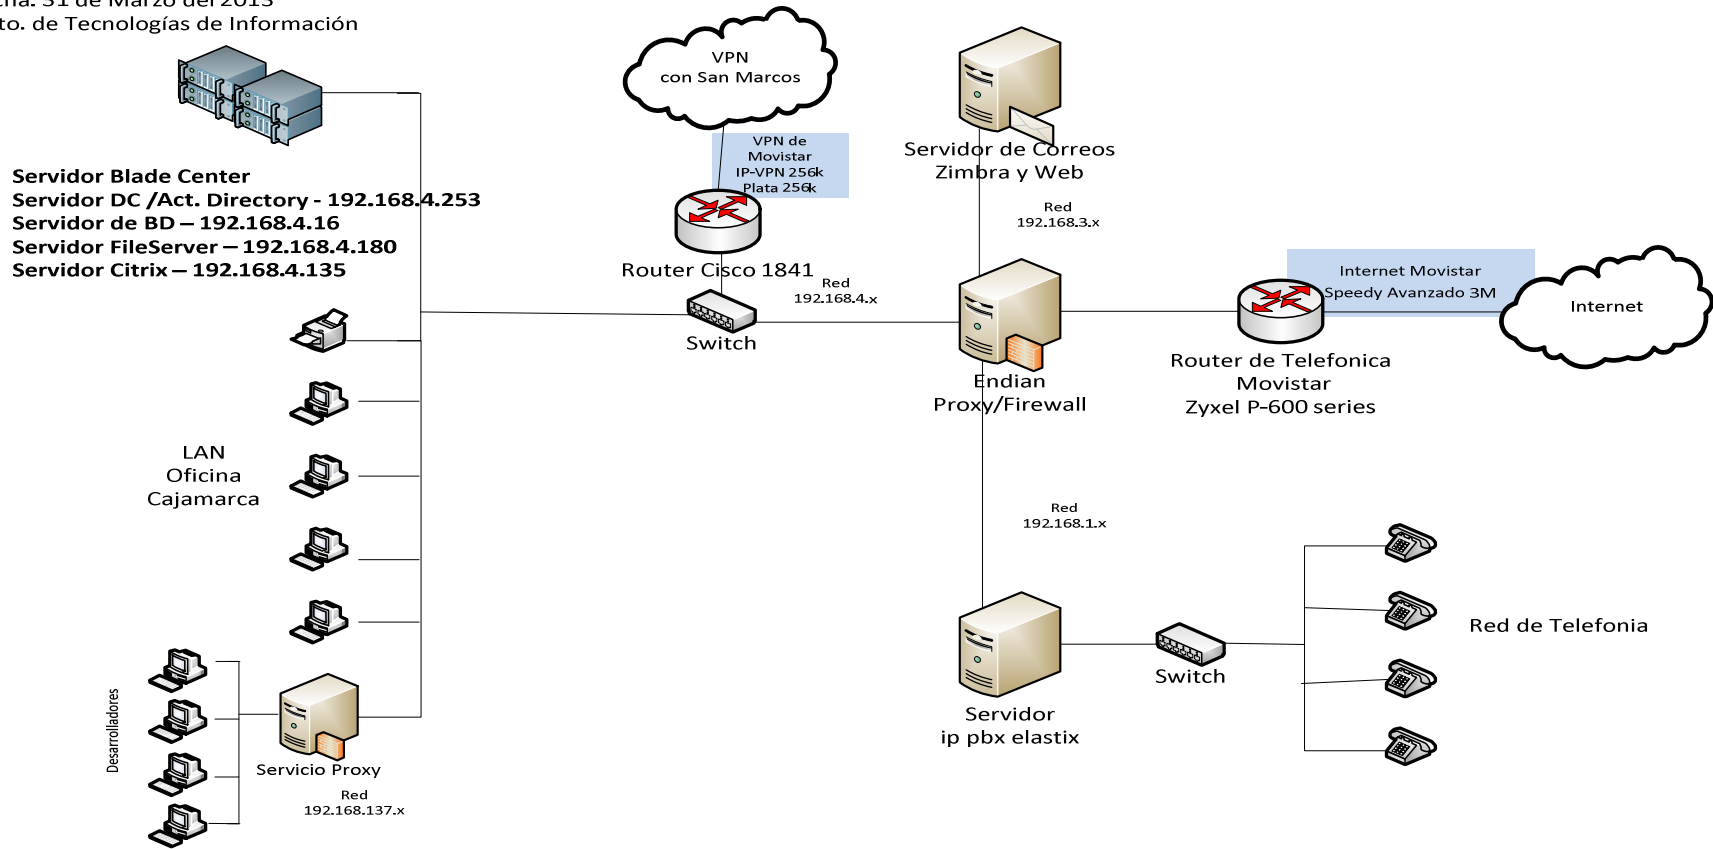 31 de Marzo del 2013
de Tecnologías de Información
VPN
con San Marcos
VPN de
Movistar
IP-VPN 256k
Plata 256k
Servidor de Correos
Zimbra y Web
Servidor Blade Center
Servidor DC /Act. Directory - 192.168.4.253
Servidor de BD – 192.168.4.16
Servidor FileServer – 192.168.4.180
Servidor Citrix – 192.168.4.135
Red
192.168.3.x
Router Cisco 1841
Red
192.168.4.x
Internet Movistar
Speedy Avanzado 3M
Internet
Switch
Router de Telefonica
Movistar
Zyxel P-600 series
Endian
Proxy/Firewall
LAN
Oficina
Cajamarca
Red
192.168.1.x
Red de Telefonia
Switch
Desarrolladores
Servidor
ip pbx elastix
Servicio Proxy
Red
192.168.137.x